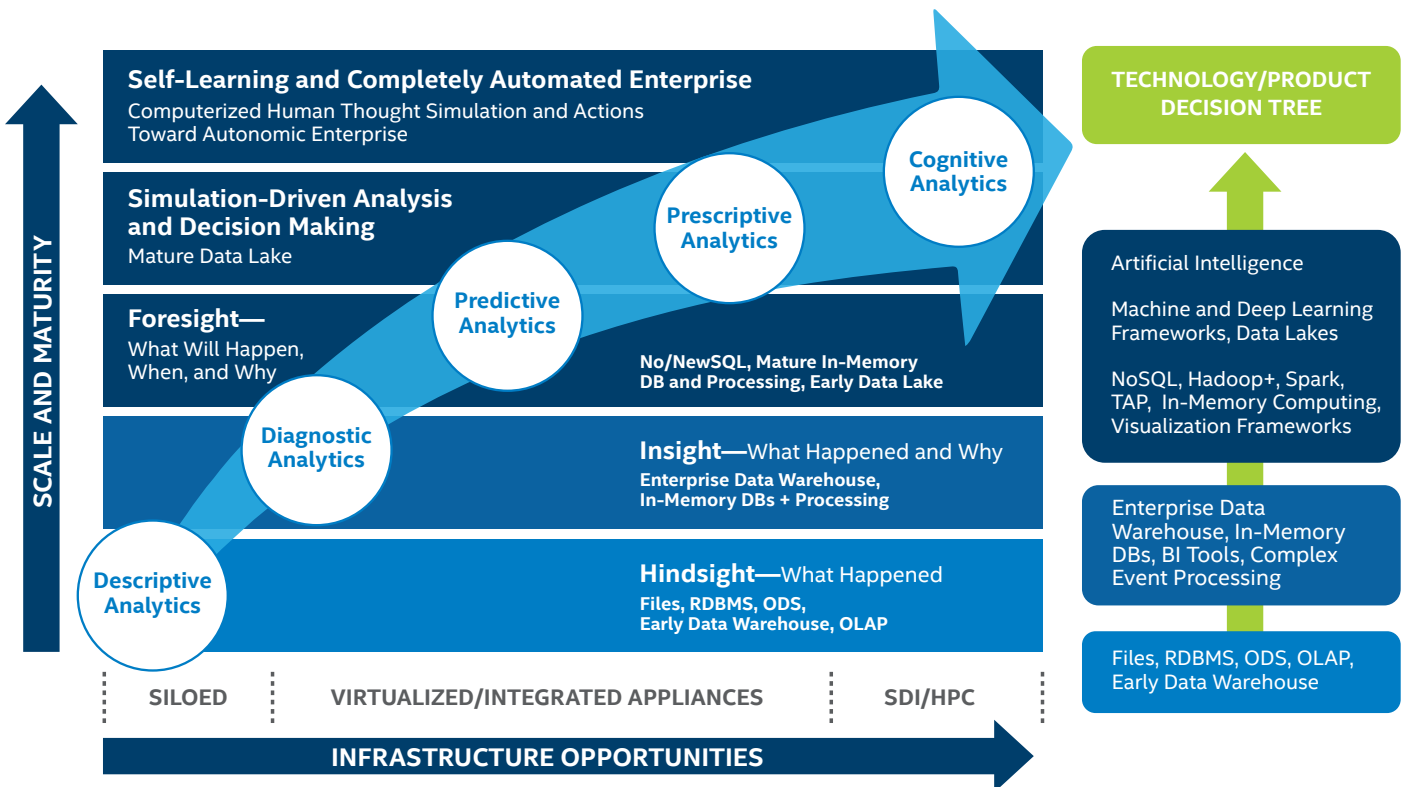 Self-Learning and Completely Automated Enterprise
Computerized Human Thought Simulation and Actions
Toward Autonomic Enterprise
Simulation-Driven Analysis
and Decision Making
Mature Data Lake
Foresight—
What Will Happen,
When, and Why
No/NewSQL, Mature In-Memory
DB and Processing, Early Data Lake
Insight—What Happened and Why
Enterprise Data Warehouse,
In-Memory DBs + Processing
Hindsight—What Happened
Files, RDBMS, ODS,
Early Data Warehouse, OLAP
Cognitive
Analytics
Prescriptive
Analytics
Predictive
Analytics
Diagnostic
Analytics
Descriptive
Analytics
SCALE AND MATURITY
SILOED
VIRTUALIZED/INTEGRATED APPLIANCES
SDI/HPC
INFRASTRUCTURE OPPORTUNITIES
TECHNOLOGY/PRODUCT
DECISION TREE
Artificial Intelligence
Machine and Deep Learning
Frameworks, Data Lakes
NoSQL, Hadoop+, Spark,
TAP, In-Memory Computing,
Visualization Frameworks
Enterprise Data
Warehouse, In-Memory
DBs, BI Tools, Complex
Event Processing
Files, RDBMS, ODS, OLAP,
Early Data Warehouse